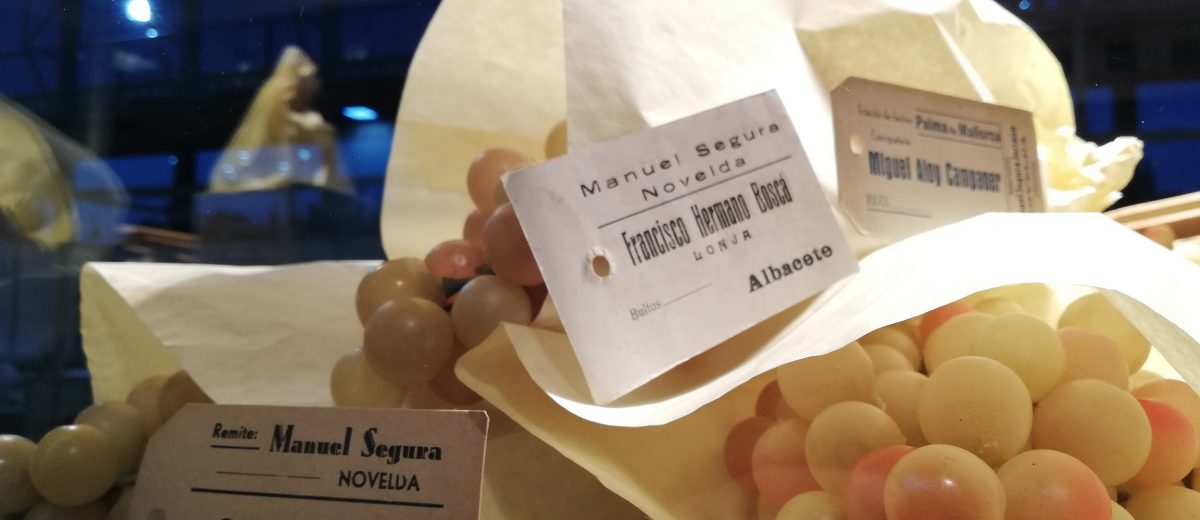 Manuel Segura
Novelda
Francisco Hermano Boscá
LONJA
Albacete
Bultos
Palma de Mallorca
Miguel Aloy Campaner
Remite: Manuel Segura
NOVELDA